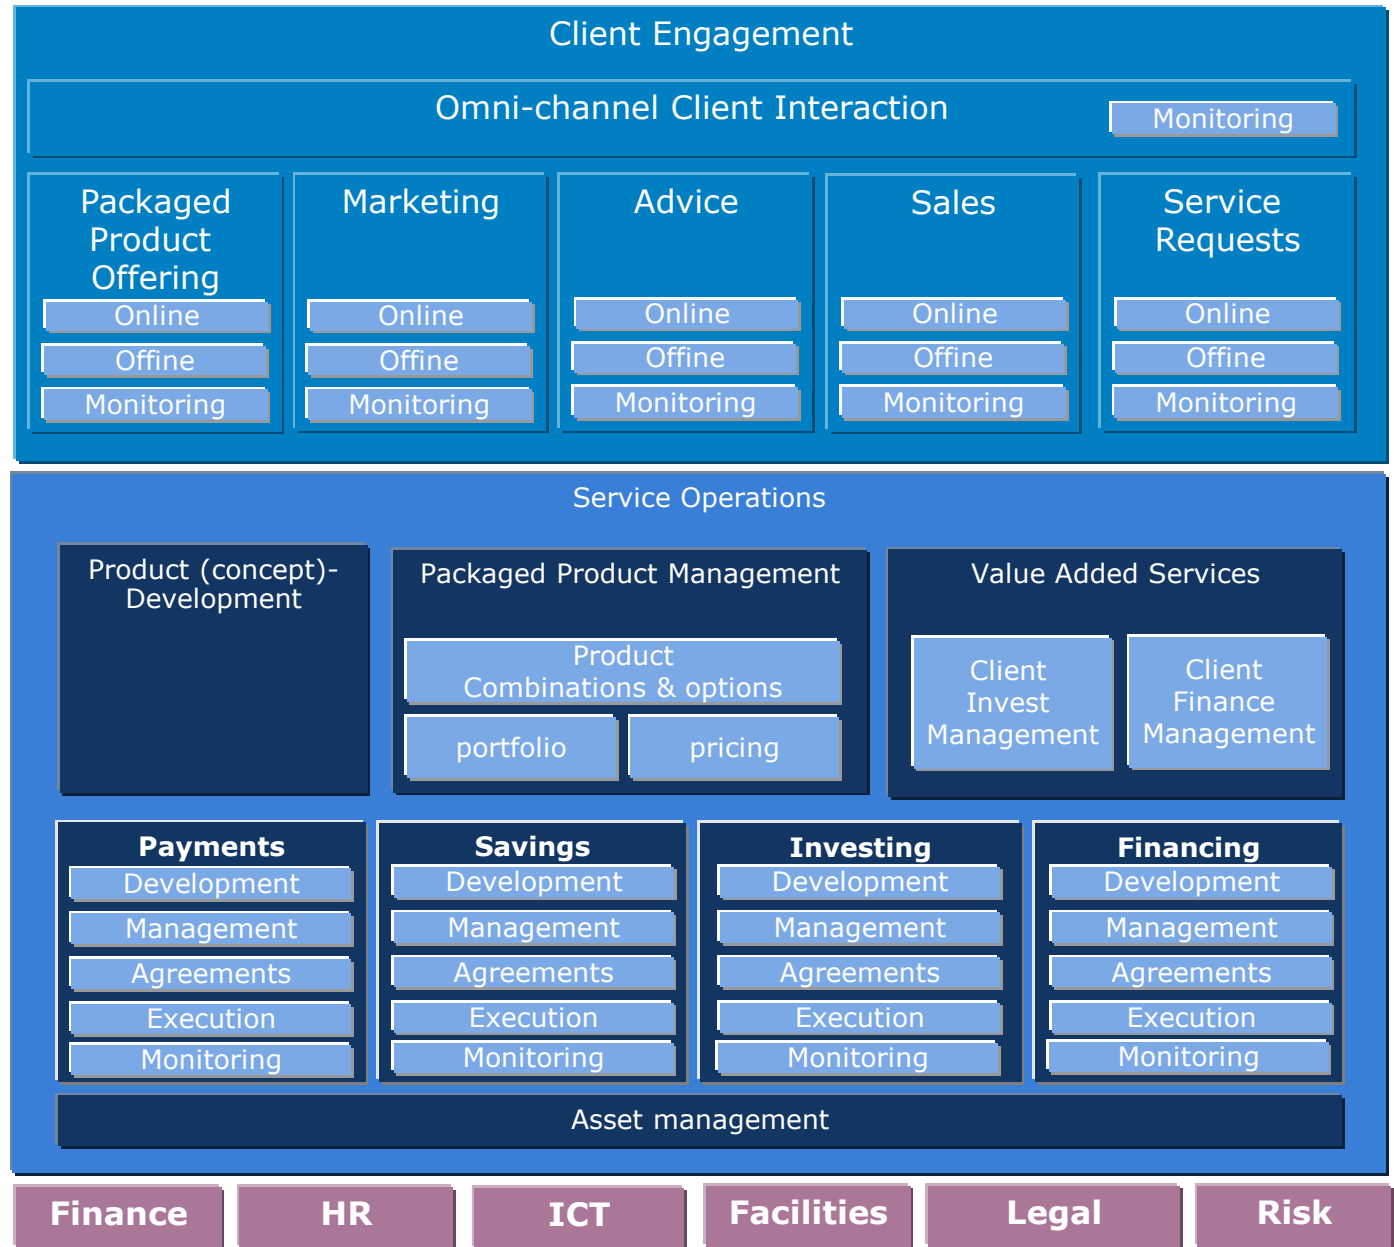 Client Engagement
Omni-channel Client Interaction
Monitoring
Packaged
Product
Offering
Online
Offine
Monitoring
Marketing
Online
Offine
Monitoring
Advice
Online
Offine
Monitoring
Sales
Online
Offine
Monitoring
Service
Requests
Online
Offine
Monitoring
Service Operations
Product (concept)-
Development
Packaged Product Management
Product
Combinations & options
portfolio
pricing
Value Added Services
Client
Invest
Management
Client
Finance
Management
Payments
Development
Management
Agreements
Execution
Monitoring
Savings
Development
Management
Agreements
Execution
Monitoring
Investing
Development
Management
Agreements
Execution
Monitoring
Financing
Development
Management
Agreements
Execution
Monitoring
Asset management
Finance
HR
ICT
Facilities
Legal
Risk